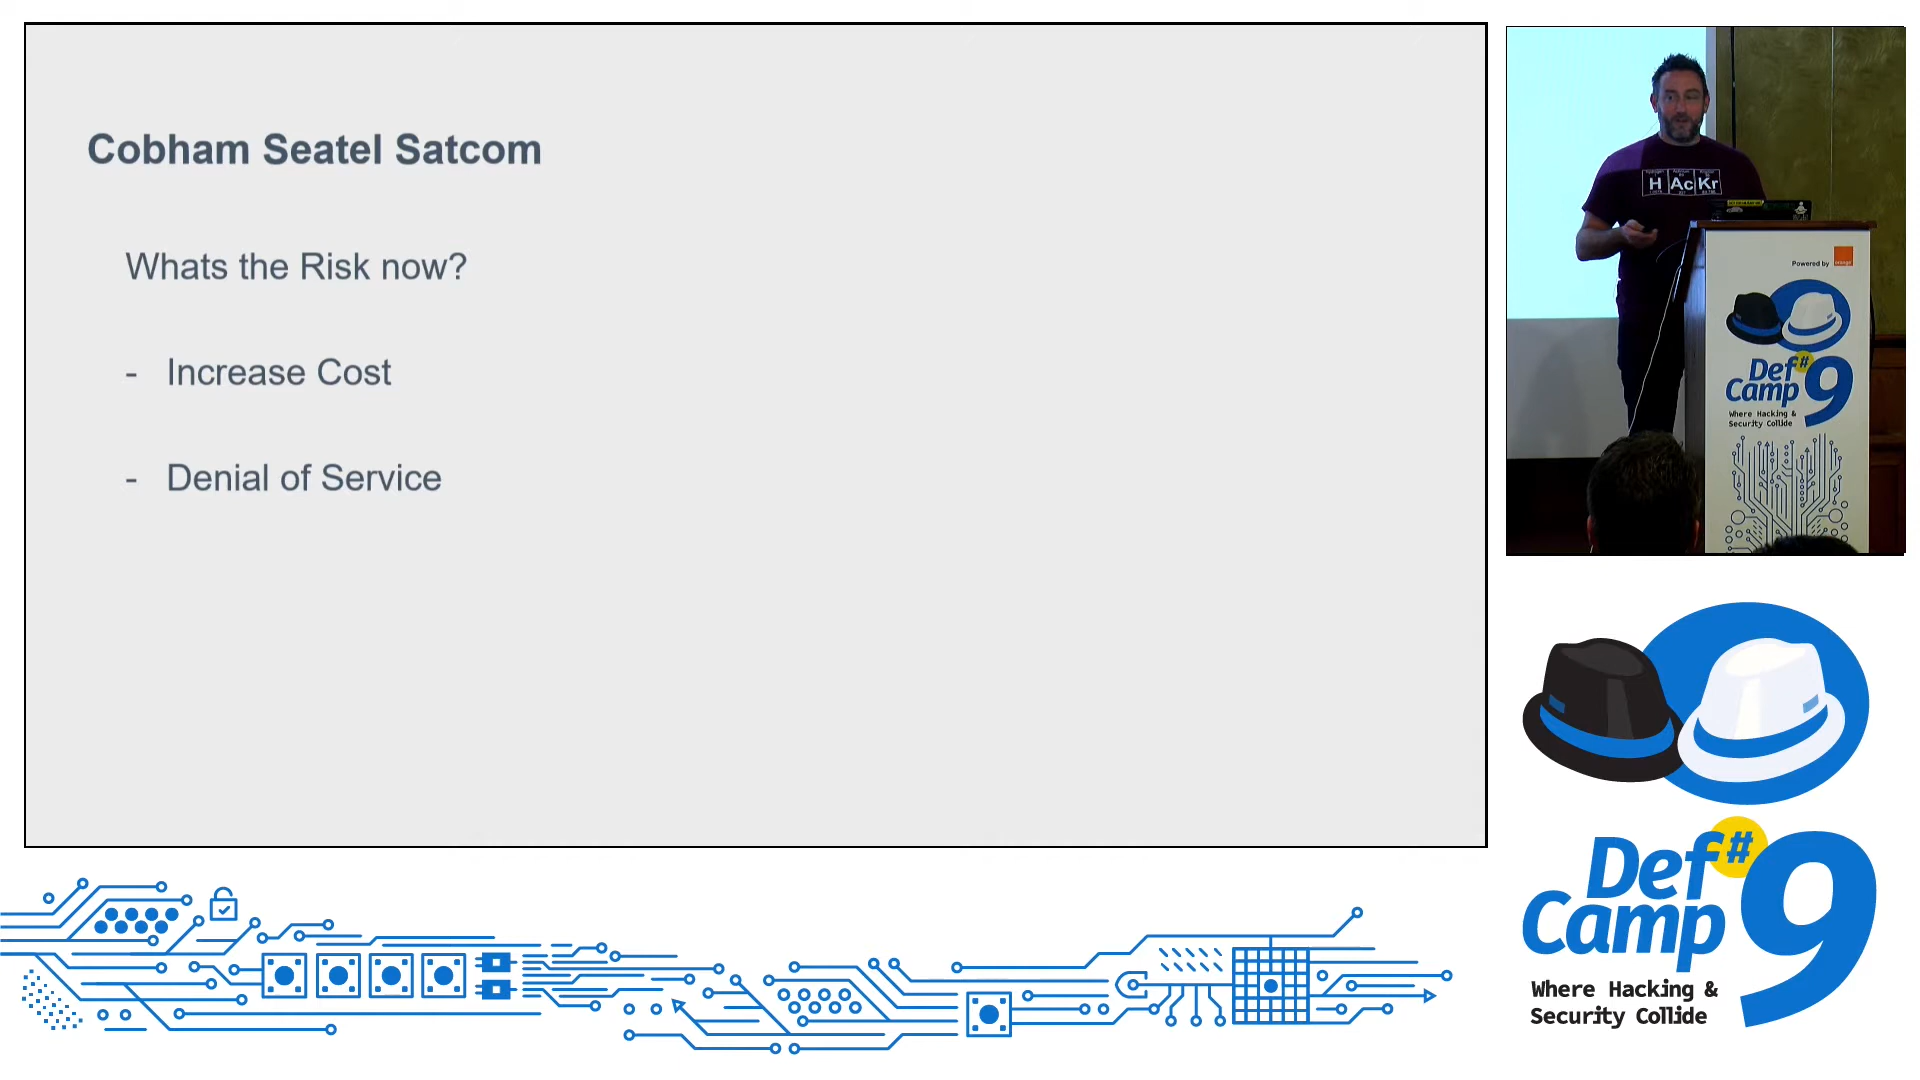 Cobham Seatel Satcom
Whats the Risk now?
- Increase Cost
- Denial of Service
H Ac Kr
Powered by
orange
Def#
Camp 9
Where Hacking &
Security Collide
Def#
Camp 9
Where Hacking &
Security Collide